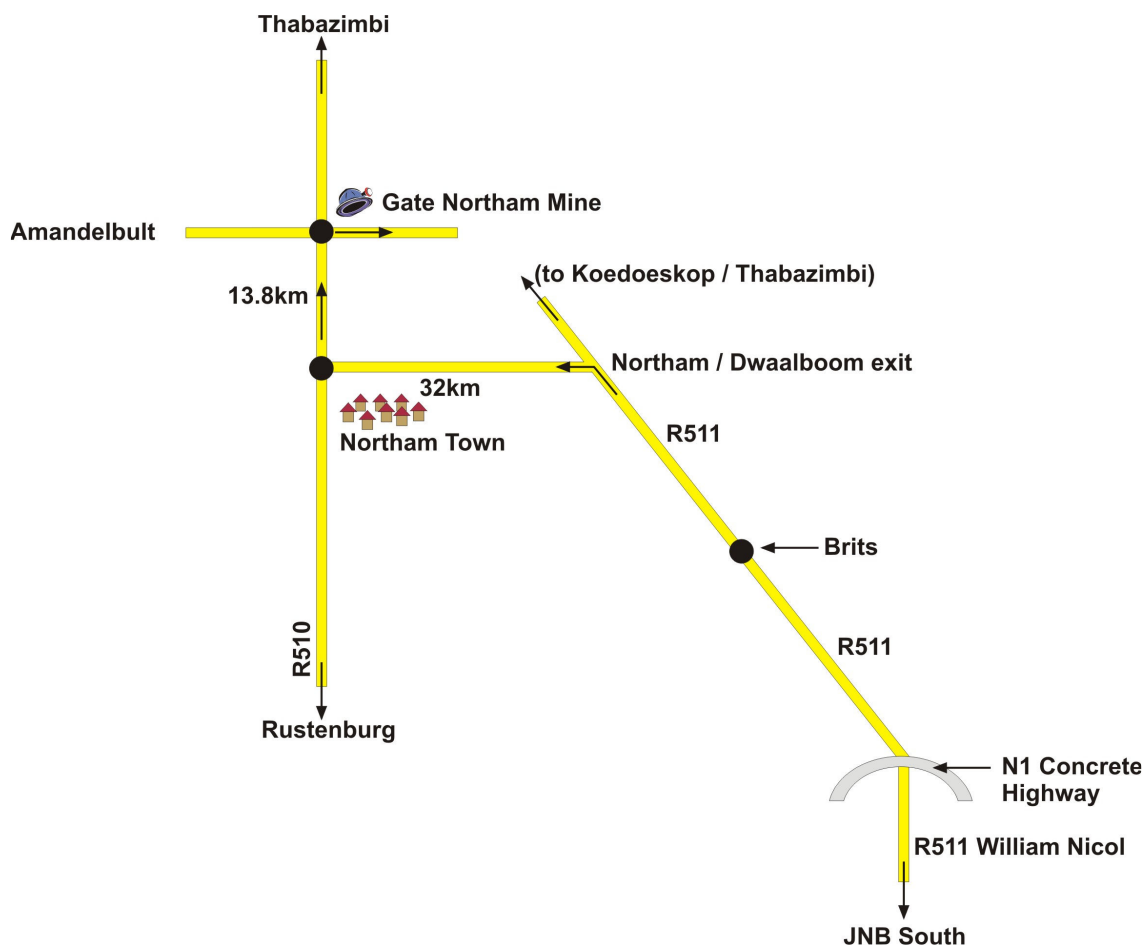 Thabazimbi
Gate Northam Mine
Amandelbult
(to Koedoeskop / Thabazimbi)
13.8km
Northam / Dwaalboom exit
32km
Northam Town
R511
Brits
R510
R511
Rustenburg
N1 Concrete
Highway
R511 William Nicol
JNB South